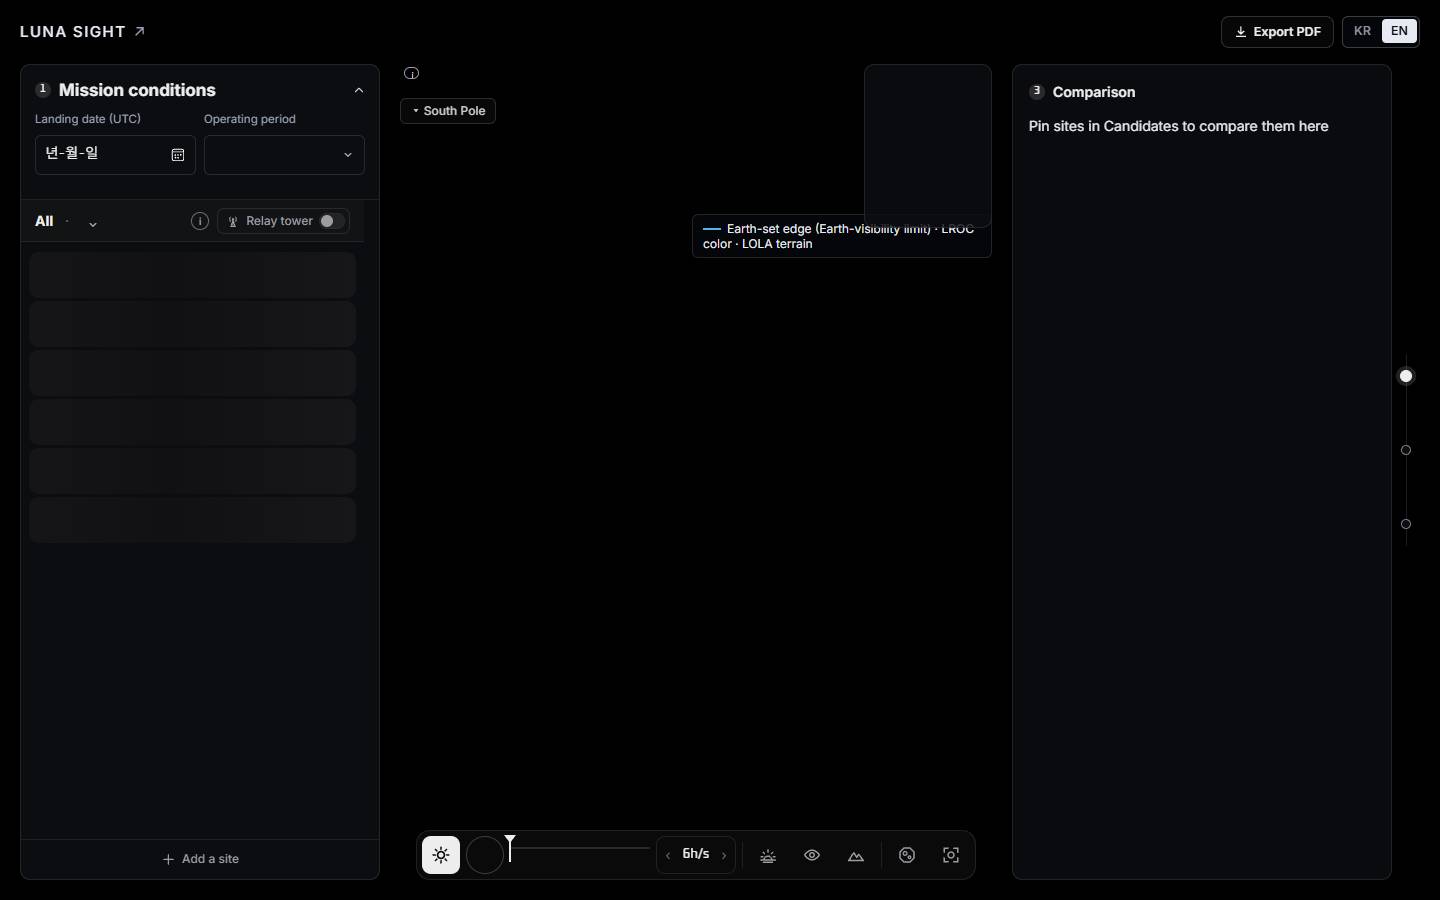 LUNA SIGHT
Export PDF
KR EN
1 Mission conditions
Landing date (UTC) Operating period
년-월-일
All · Relay tower
Add a site
South Pole
Earth-set edge (Earth-visibility limit) · LROC
color · LOLA terrain
6h/s
3 Comparison
Pin sites in Candidates to compare them here